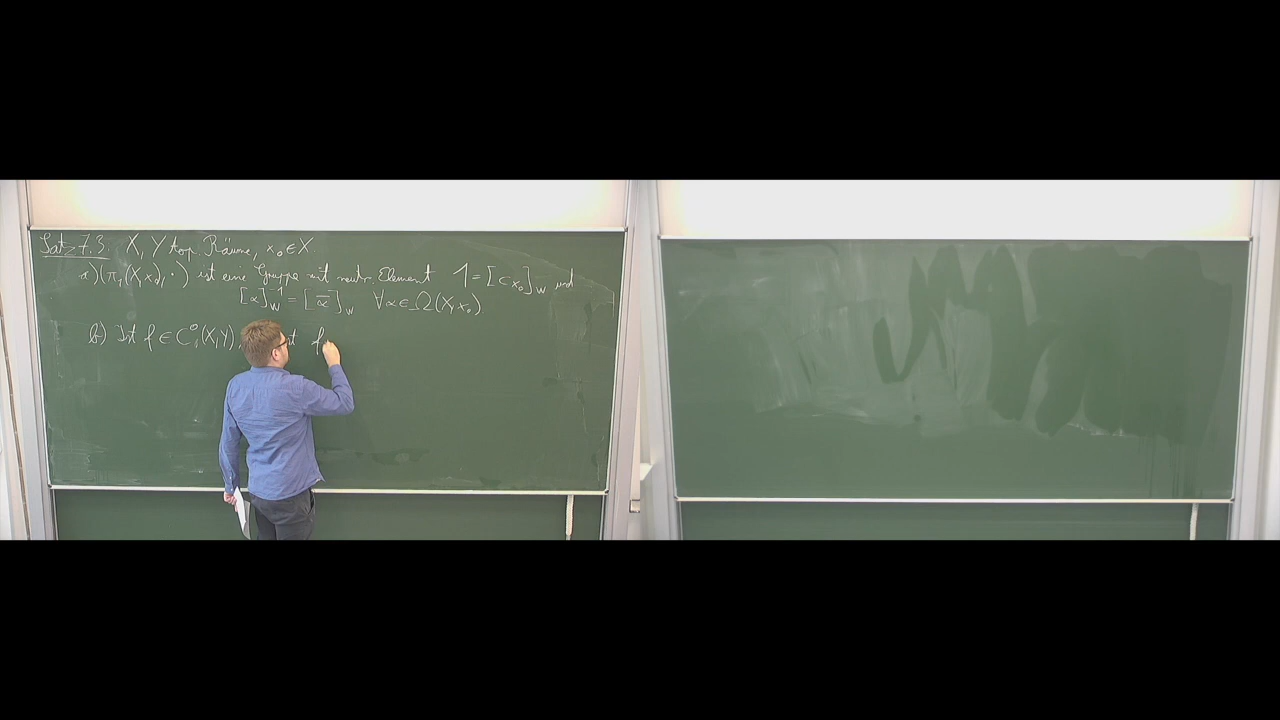 Satz 7.3. X, Y top. Räume, x₀ ∈ X
a) (π₁(X, x₀), ·) ist eine Gruppe mit neutr. Element 1 = [c_{x₀}]_W und
[α]_W^{-1} = [ᾱ]_W ∀ α ∈ Ω(X, x₀)
b) Ist f ∈ C⁰(X, Y), f